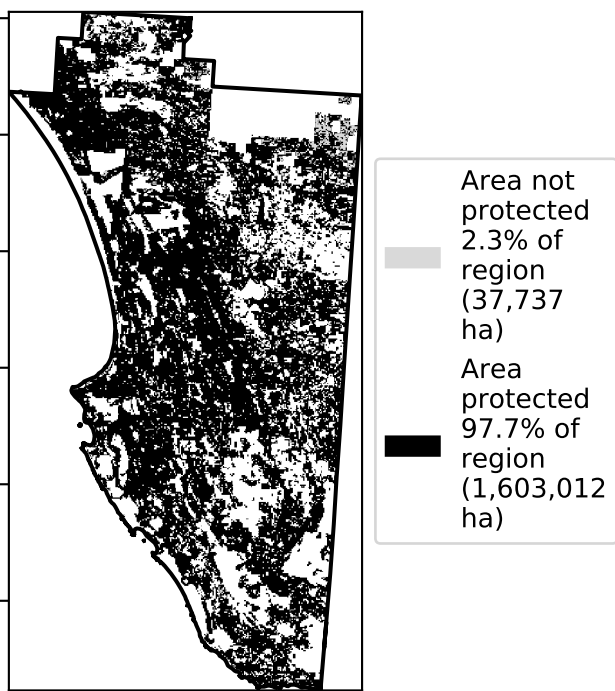 Area not
protected
2.3% of
region
(37,737
ha)
Area
protected
97.7% of
region
(1,603,012
ha)